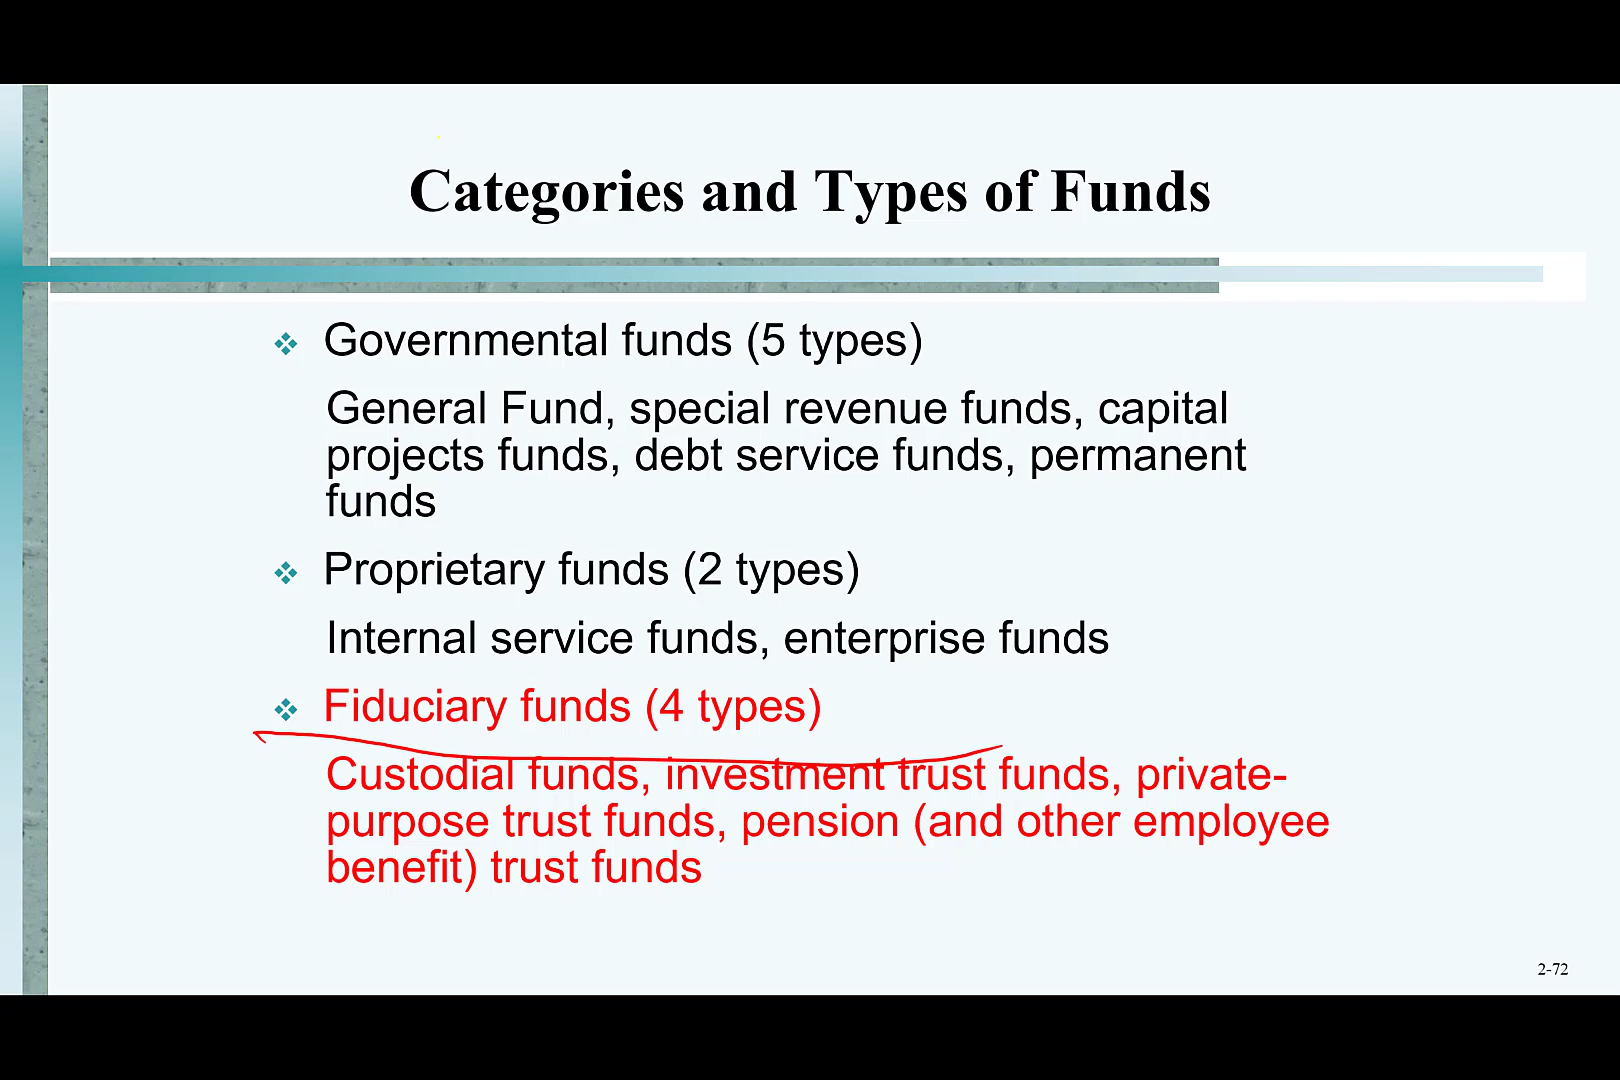 Categories and Types of Funds
Governmental funds (5 types)
General Fund, special revenue funds, capital
projects funds, debt service funds, permanent
funds
Proprietary funds (2 types)
Internal service funds, enterprise funds
Fiduciary funds (4 types)
Custodial funds, investment trust funds, private-
purpose trust funds, pension (and other employee
benefit) trust funds
2-72